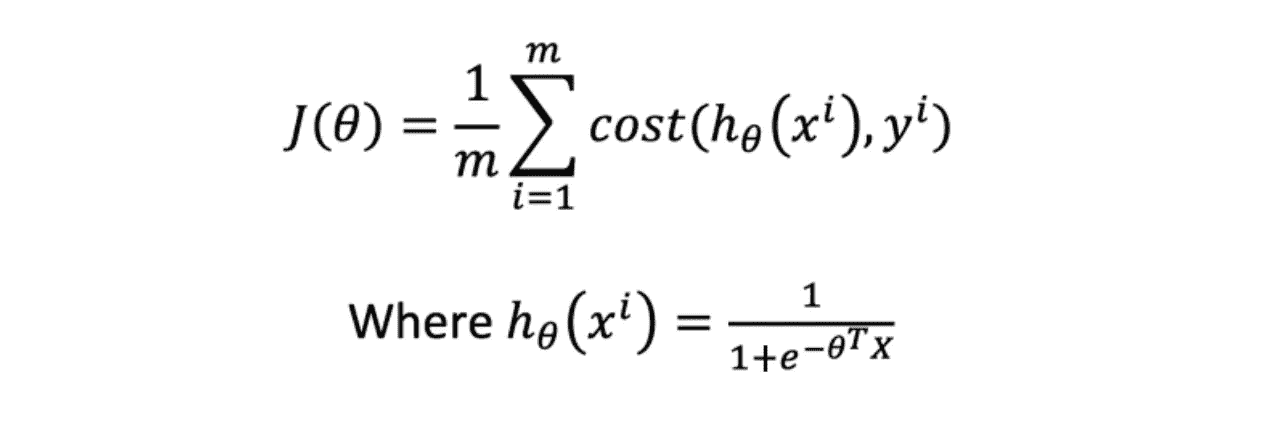 J(θ) = 1/m ∑_{i=1}^{m} cost(h_θ(x^i), y^i)
Where h_θ(x^i) = 1/(1+e^{-θ^T X})